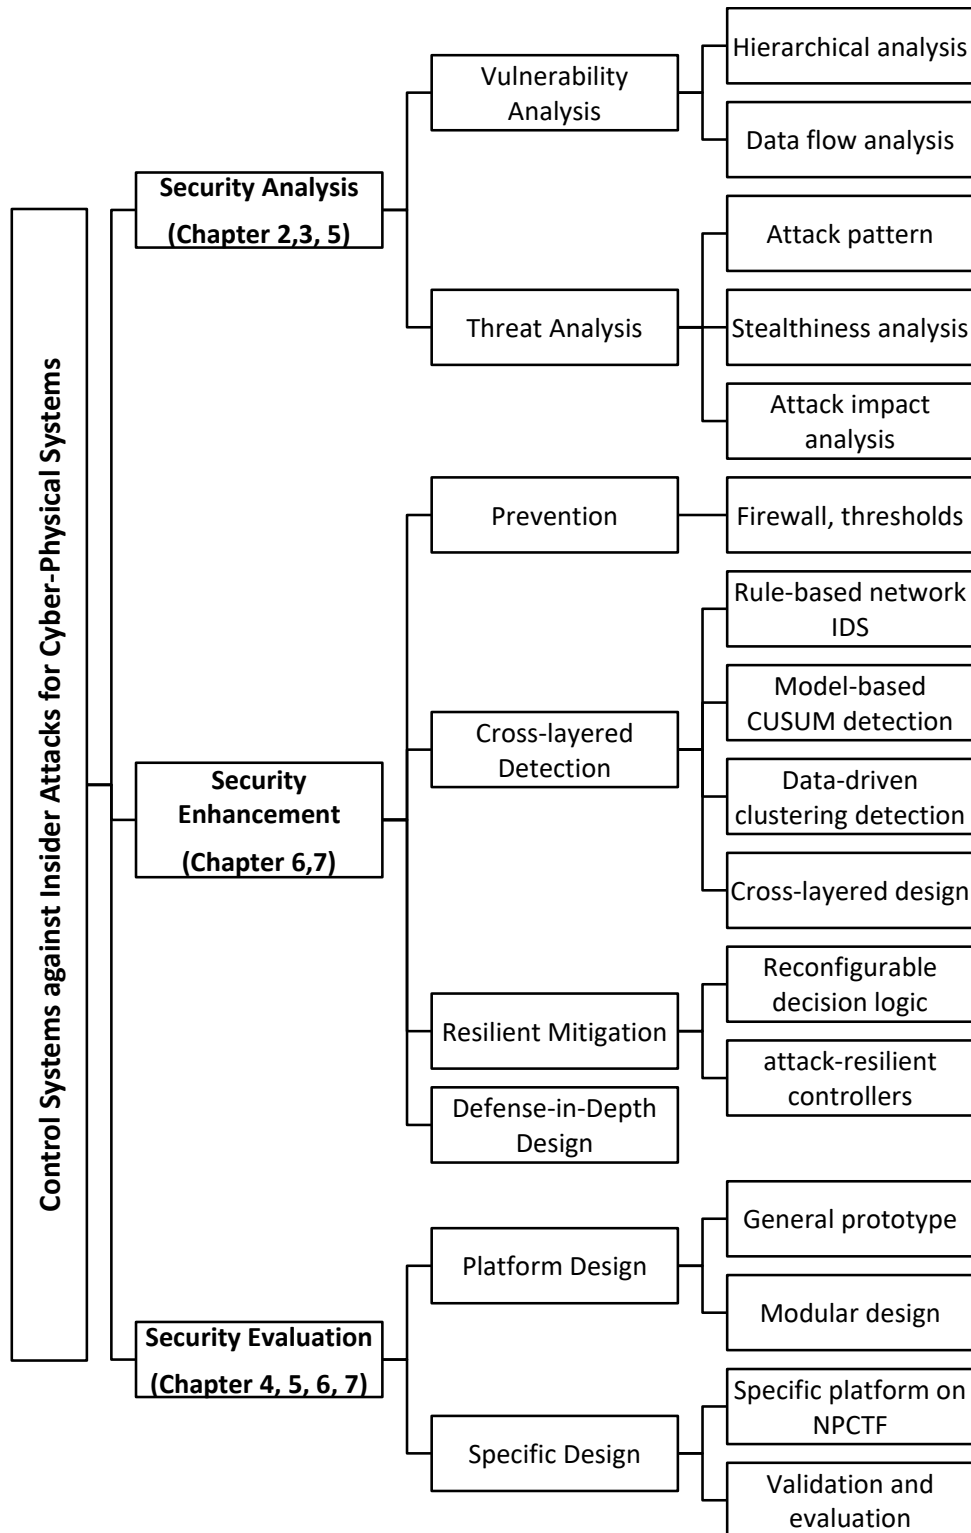 Control Systems against Insider Attacks for Cyber-Physical Systems
Security Analysis
(Chapter 2,3, 5)
Vulnerability
Analysis
Hierarchical analysis
Data flow analysis
Threat Analysis
Attack pattern
Stealthiness analysis
Attack impact
analysis
Security
Enhancement
(Chapter 6,7)
Prevention
Firewall, thresholds
Cross-layered
Detection
Rule-based network
IDS
Model-based
CUSUM detection
Data-driven
clustering detection
Cross-layered design
Resilient Mitigation
Reconfigurable
decision logic
attack-resilient
controllers
Defense-in-Depth
Design
Security Evaluation
(Chapter 4, 5, 6, 7)
Platform Design
General prototype
Modular design
Specific Design
Specific platform on
NPCTF
Validation and
evaluation